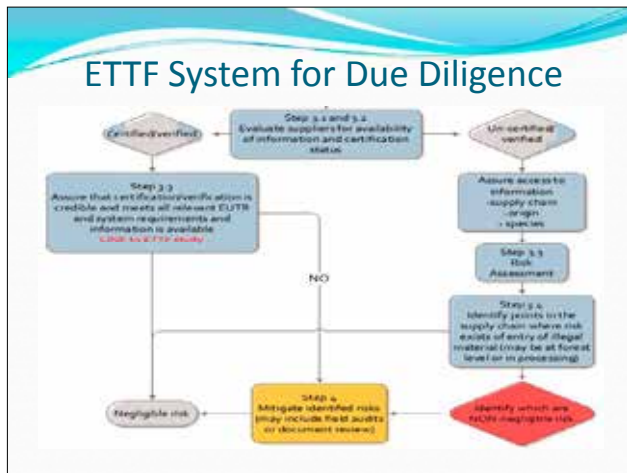 ETTF System for Due Diligence
Step 3.1 and 3.2
Evaluate suppliers for availability
of information and certification
status
Certified/verified
Un-certified/
verified
Step 3.3
Assure that certification/verification is
credible and meets all relevant EUTR
and system requirements and
information is available
LINK to ETTF study
Assure access to
information
-supply chain
-origin
- species
Step 3.3
Risk
Assessment
NO
Step 3.4
Identify points in the
supply chain where risk
exists of entry of illegal
material (may be at forest
level or in processing)
Negligible risk
Step 4
Mitigate identified risks
(may include field audits
or document review)
Identify which are
NON-negligible risk